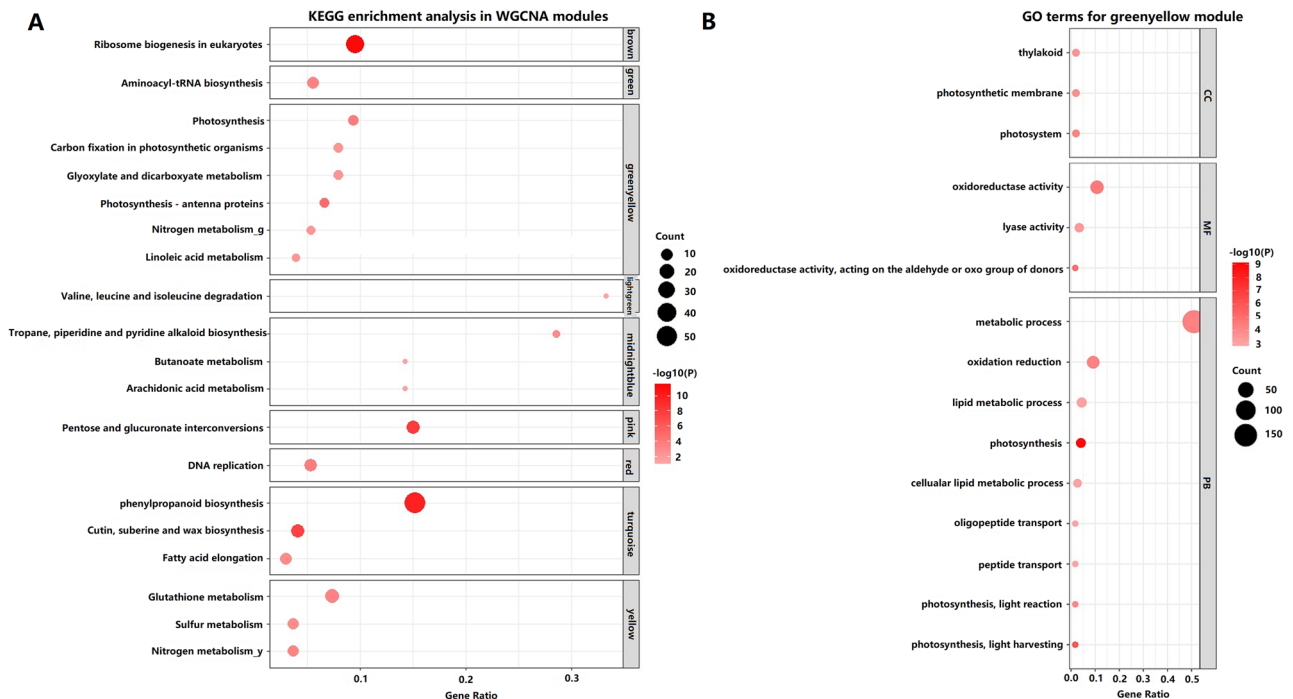 A
KEGG enrichment analysis in WGCNA modules
Ribosome biogenesis in eukaryotes
brown
Aminoacyl-tRNA biosynthesis
green
Photosynthesis
Carbon fixation in photosynthetic organisms
Glyoxylate and dicarboxyate metabolism
Photosynthesis - antenna proteins
Nitrogen metabolism_g
Linoleic acid metabolism
greenyellow
Valine, leucine and isoleucine degradation
lightgreen
Tropane, piperidine and pyridine alkaloid biosynthesis
Butanoate metabolism
Arachidonic acid metabolism
midnightblue
Pentose and glucuronate interconversions
pink
DNA replication
red
phenylpropanoid biosynthesis
Cutin, suberine and wax biosynthesis
Fatty acid elongation
turquoise
Glutathione metabolism
Sulfur metabolism
Nitrogen metabolism_y
yellow
0.1
0.2
0.3
Gene Ratio
Count
10
20
30
40
50
-log10(P)
10
8
6
4
2
B
GO terms for greenyellow module
thylakoid
photosynthetic membrane
photosystem
CC
oxidoreductase activity
lyase activity
oxidoreductase activity, acting on the aldehyde or oxo group of donors
MF
metabolic process
oxidation reduction
lipid metabolic process
photosynthesis
cellualar lipid metabolic process
oligopeptide transport
peptide transport
photosynthesis, light reaction
photosynthesis, light harvesting
PB
0.0
0.1
0.2
0.3
0.4
0.5
Gene Ratio
-log10(P)
9
8
7
6
5
4
3
Count
50
100
150